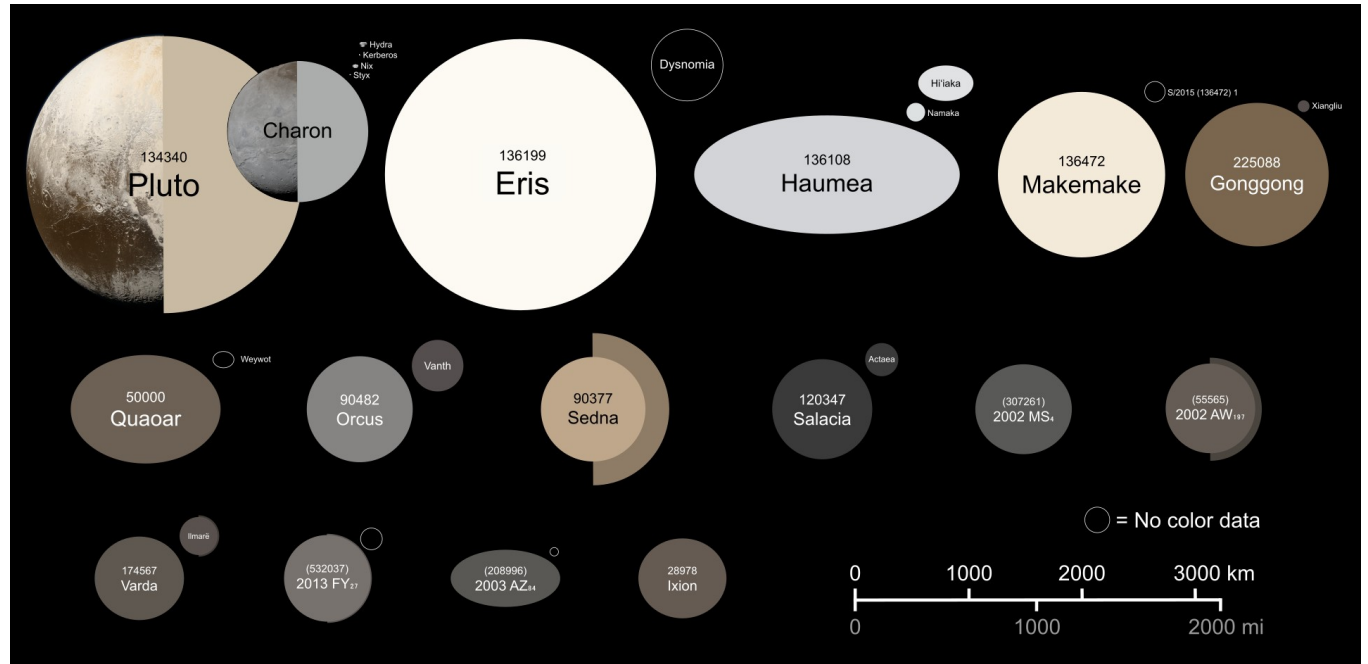 Hydra
Kerberos
Nix
Styx
Charon
134340
Pluto
136199
Eris
Dysnomia
Hi'iaka
Namaka
136108
Haumea
S/2015 (136472) 1
136472
Makemake
Xiangliu
225088
Gonggong
50000
Quaoar
Weywot
90482
Orcus
Vanth
90377
Sedna
120347
Salacia
Actaea
(307261)
2002 MS₄
(55565)
2002 AW₁₉₇
174567
Varda
Ilmarë
(532037)
2013 FY₂₇
(208996)
2003 AZ₈₄
28978
Ixion
= No color data
0 1000 2000 3000 km
0 1000 2000 mi